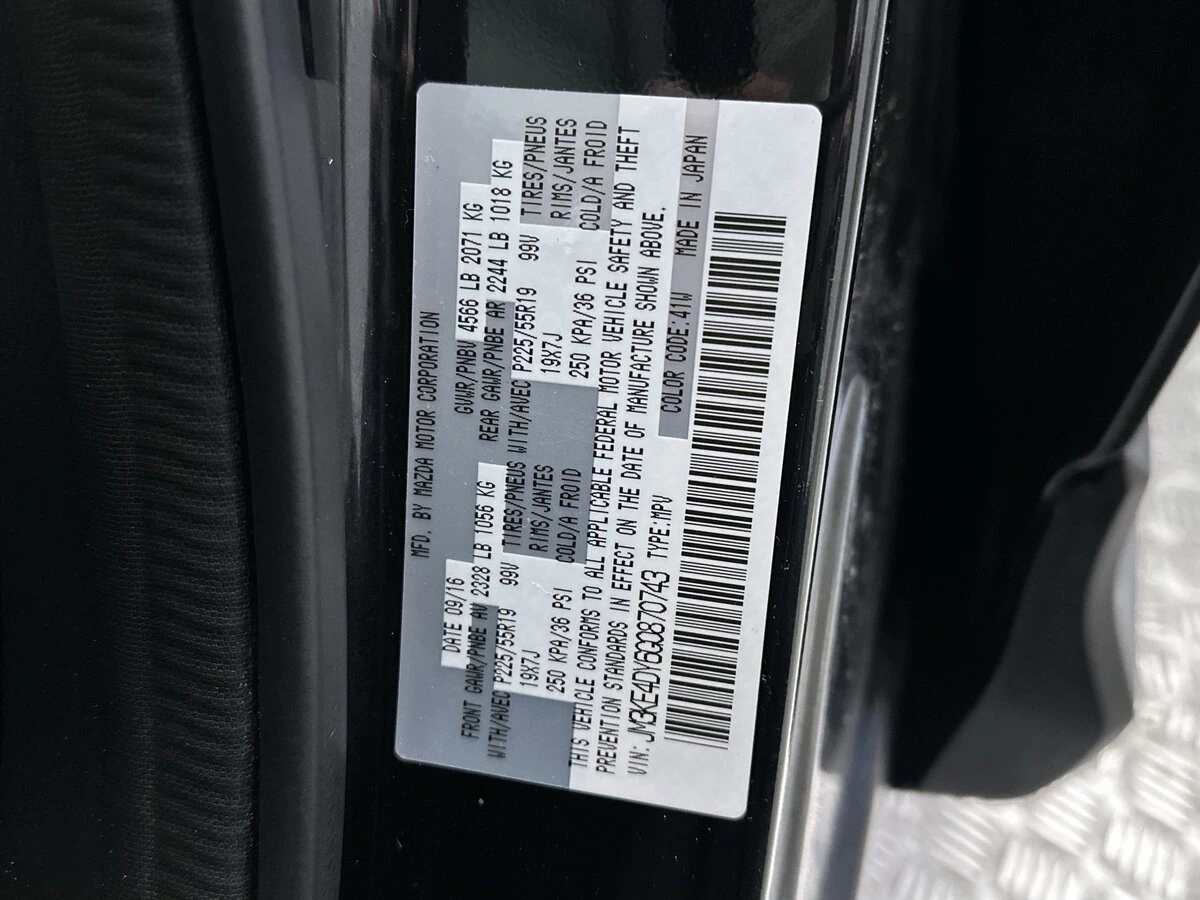 MFD. BY MAZDA MOTOR CORPORATION
DATE 09/16 GVWR/PNBV 4566 LB 2071 KG
FRONT GAWR/PNBE AV 2328 LB 1056 KG REAR GAWR/PNBE AR 2244 LB 1018 KG
WITH/AVEC P225/55R19 99V TIRES/PNEUS WITH/AVEC P225/55R19 99V TIRES/PNEUS
19X7J RIMS/JANTES 19X7J RIMS/JANTES
250 KPA/36 PSI COLD/A FROID 250 KPA/36 PSI COLD/A FROID
THIS VEHICLE CONFORMS TO ALL APPLICABLE FEDERAL MOTOR VEHICLE SAFETY AND THEFT
PREVENTION STANDARDS IN EFFECT ON THE DATE OF MANUFACTURE SHOWN ABOVE.
VIN: JM3KE4DY6G0870743 TYPE:MPV COLOR CODE:41W MADE IN JAPAN